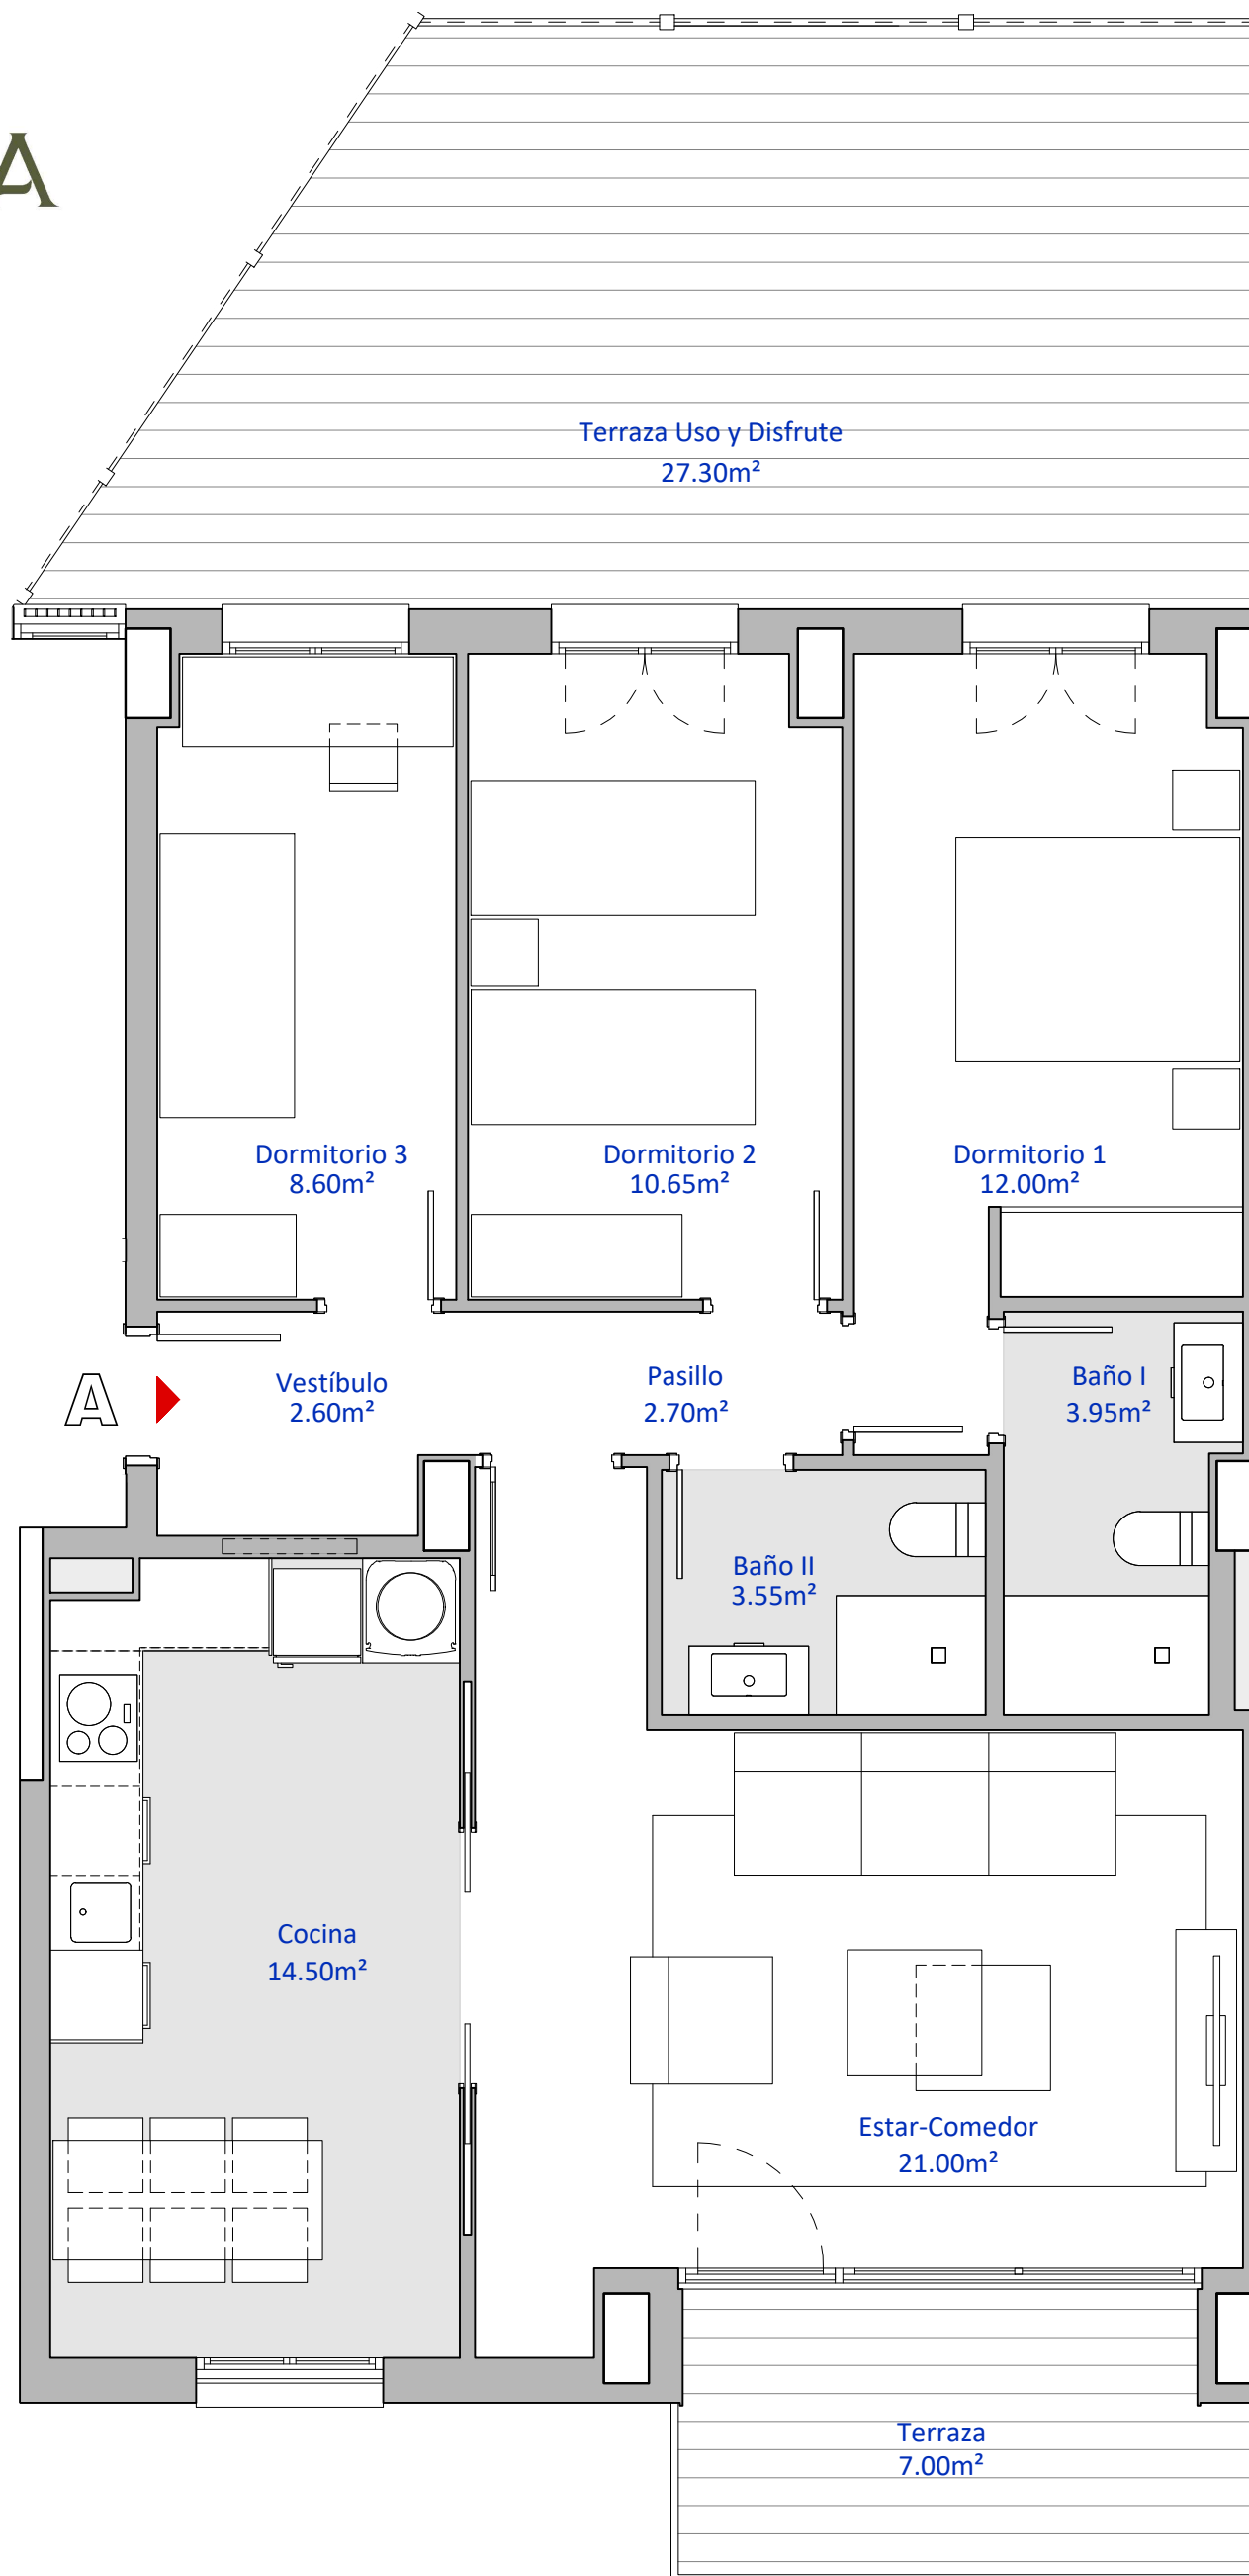 A
Terraza Uso y Disfrute
27.30m²
Dormitorio 3
8.60m²
Dormitorio 2
10.65m²
Dormitorio 1
12.00m²
A
Vestíbulo
2.60m²
Pasillo
2.70m²
Baño I
3.95m²
Baño II
3.55m²
Cocina
14.50m²
Estar-Comedor
21.00m²
Terraza
7.00m²